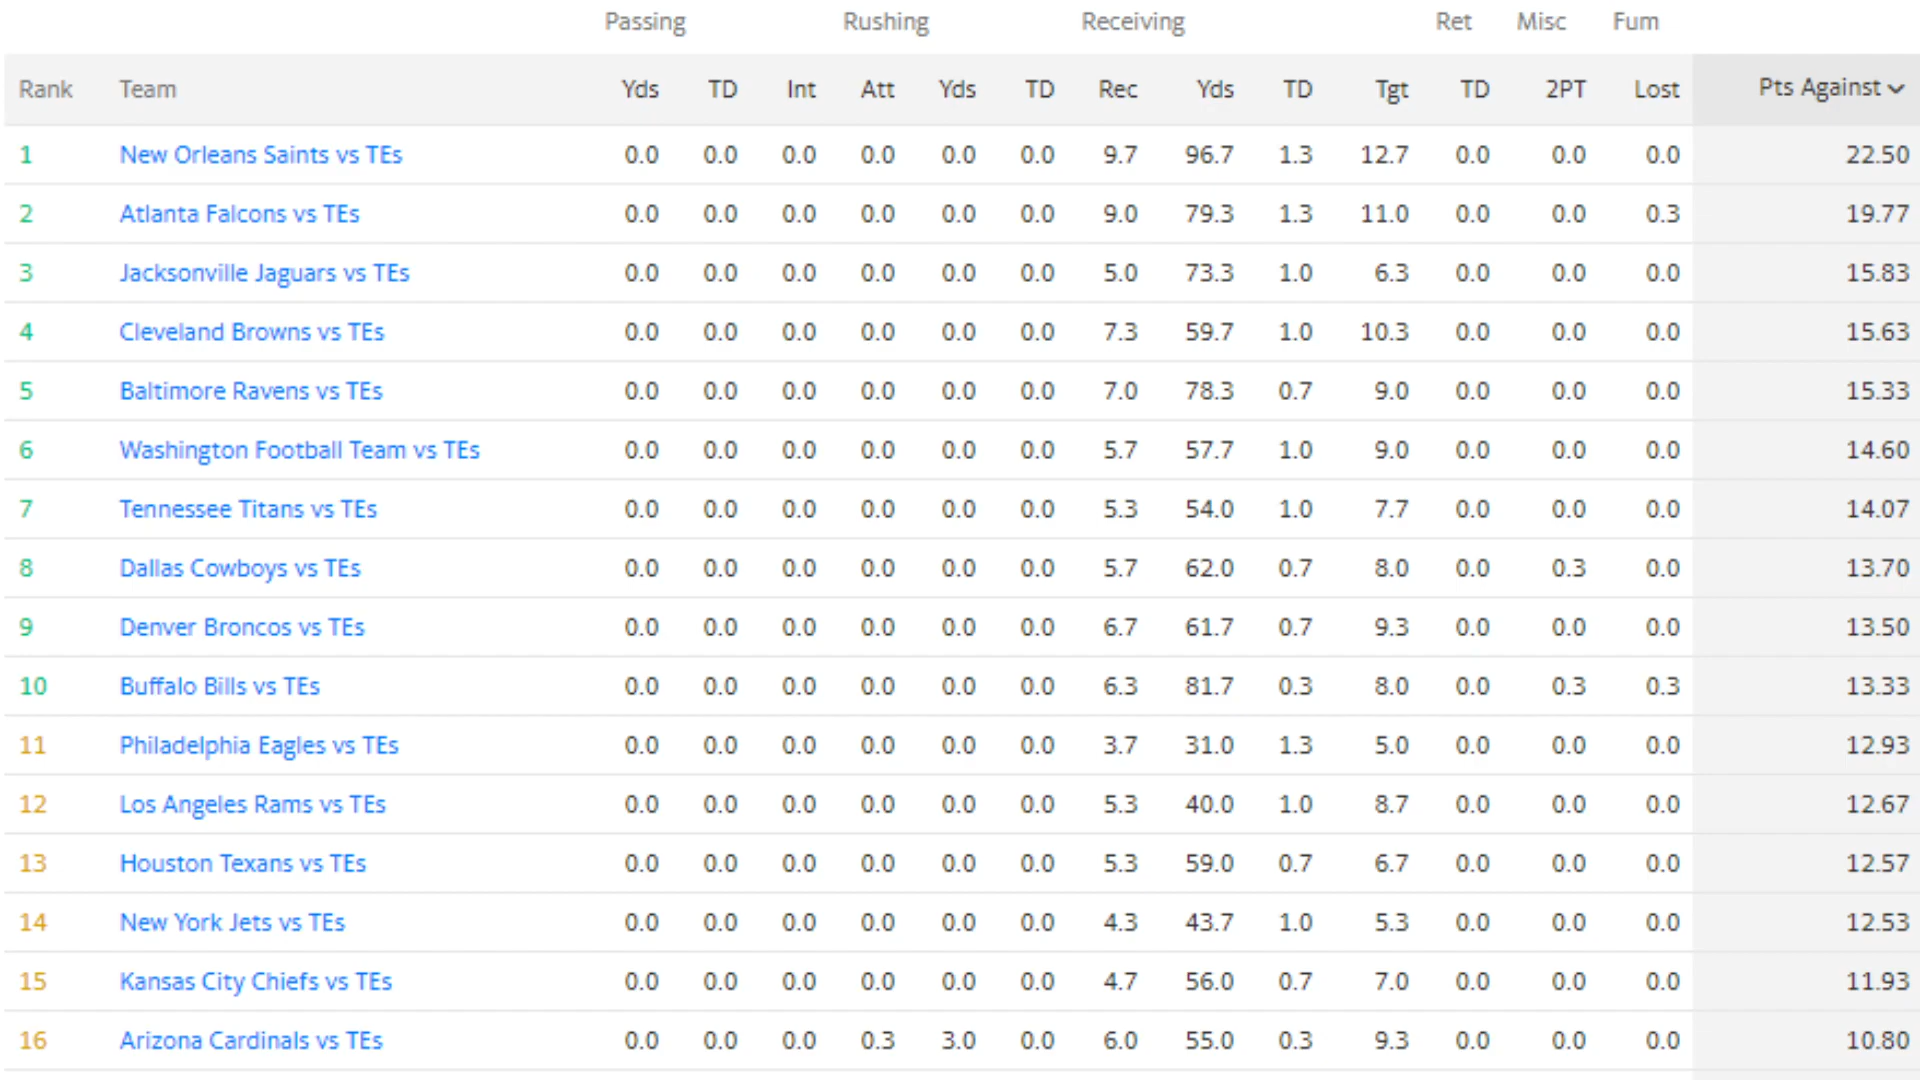 Passing Rushing Receiving Ret Misc Fum
Rank Team Yds TD Int Att Yds TD Rec Yds TD Tgt TD 2PT Lost Pts Against
1 New Orleans Saints vs TEs 0.0 0.0 0.0 0.0 0.0 0.0 9.7 96.7 1.3 12.7 0.0 0.0 0.0 22.50
2 Atlanta Falcons vs TEs 0.0 0.0 0.0 0.0 0.0 0.0 9.0 79.3 1.3 11.0 0.0 0.0 0.3 19.77
3 Jacksonville Jaguars vs TEs 0.0 0.0 0.0 0.0 0.0 0.0 5.0 73.3 1.0 6.3 0.0 0.0 0.0 15.83
4 Cleveland Browns vs TEs 0.0 0.0 0.0 0.0 0.0 0.0 7.3 59.7 1.0 10.3 0.0 0.0 0.0 15.63
5 Baltimore Ravens vs TEs 0.0 0.0 0.0 0.0 0.0 0.0 7.0 78.3 0.7 9.0 0.0 0.0 0.0 15.33
6 Washington Football Team vs TEs 0.0 0.0 0.0 0.0 0.0 0.0 5.7 57.7 1.0 9.0 0.0 0.0 0.0 14.60
7 Tennessee Titans vs TEs 0.0 0.0 0.0 0.0 0.0 0.0 5.3 54.0 1.0 7.7 0.0 0.0 0.0 14.07
8 Dallas Cowboys vs TEs 0.0 0.0 0.0 0.0 0.0 0.0 5.7 62.0 0.7 8.0 0.0 0.3 0.0 13.70
9 Denver Broncos vs TEs 0.0 0.0 0.0 0.0 0.0 0.0 6.7 61.7 0.7 9.3 0.0 0.0 0.0 13.50
10 Buffalo Bills vs TEs 0.0 0.0 0.0 0.0 0.0 0.0 6.3 81.7 0.3 8.0 0.0 0.3 0.3 13.33
11 Philadelphia Eagles vs TEs 0.0 0.0 0.0 0.0 0.0 0.0 3.7 31.0 1.3 5.0 0.0 0.0 0.0 12.93
12 Los Angeles Rams vs TEs 0.0 0.0 0.0 0.0 0.0 0.0 5.3 40.0 1.0 8.7 0.0 0.0 0.0 12.67
13 Houston Texans vs TEs 0.0 0.0 0.0 0.0 0.0 0.0 5.3 59.0 0.7 6.7 0.0 0.0 0.0 12.57
14 New York Jets vs TEs 0.0 0.0 0.0 0.0 0.0 0.0 4.3 43.7 1.0 5.3 0.0 0.0 0.0 12.53
15 Kansas City Chiefs vs TEs 0.0 0.0 0.0 0.0 0.0 0.0 4.7 56.0 0.7 7.0 0.0 0.0 0.0 11.93
16 Arizona Cardinals vs TEs 0.0 0.0 0.0 0.3 3.0 0.0 6.0 55.0 0.3 9.3 0.0 0.0 0.0 10.80